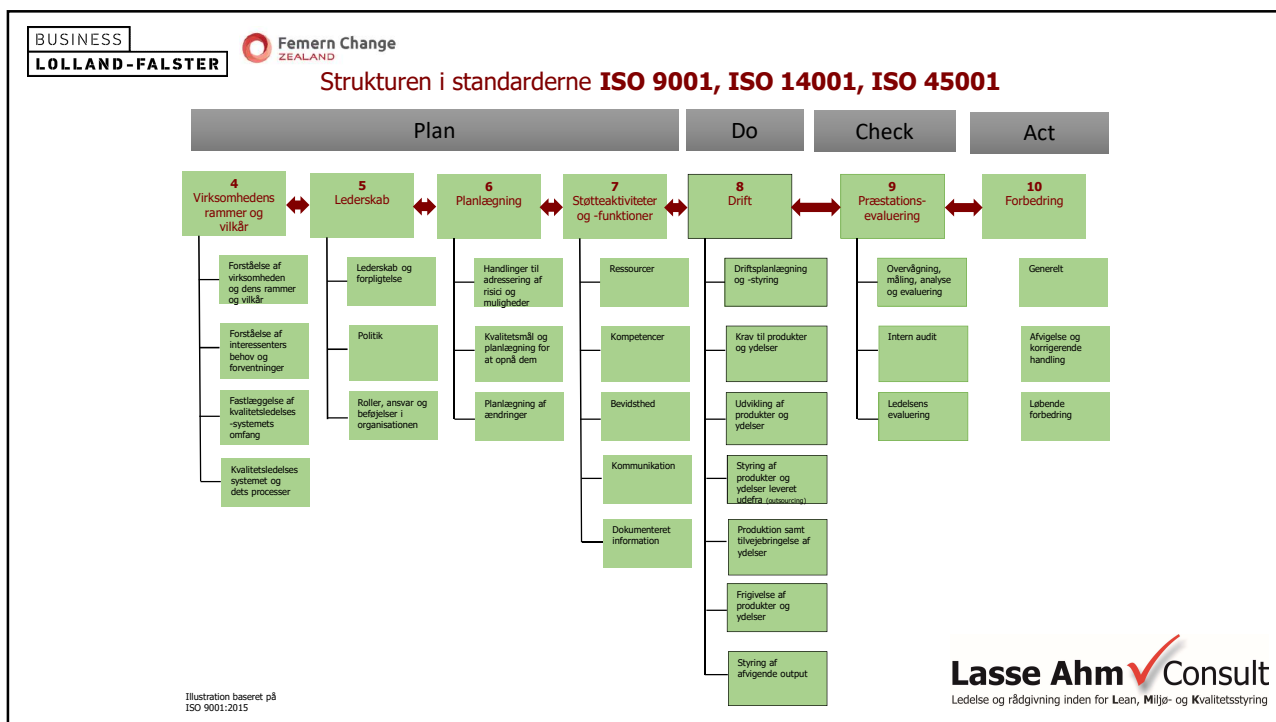 BUSINESS
LOLLAND-FALSTER
Femern Change
ZEALAND
Strukturen i standarderne ISO 9001, ISO 14001, ISO 45001
Plan
Do
Check
Act
4
Virksomhedens
rammer og
vilkår
5
Lederskab
6
Planlægning
7
Støtteaktiviteter
og -funktioner
8
Drift
9
Præstations-
evaluering
10
Forbedring
Forståelse af
virksomheden
og dens rammer
og vilkår
Forståelse af
interessenters
behov og
forventninger
Fastlæggelse af
kvalitetsledelses
-systemets
omfang
Kvalitetsledelses
systemet og
dets processer
Lederskab og
forpligtelse
Politik
Roller, ansvar og
beføjelser i
organisationen
Handlinger til
adressering af
risici og
muligheder
Kvalitetsmål og
planlægning for
at opnå dem
Planlægning af
ændringer
Ressourcer
Kompetencer
Bevidsthed
Kommunikation
Dokumenteret
information
Driftsplanlægning
og -styring
Krav til produkter
og ydelser
Udvikling af
produkter og
ydelser
Styring af
produkter og
ydelser leveret
udefra (outsourcing)
Produktion samt
tilvejebringelse af
ydelser
Frigivelse af
produkter og
ydelser
Styring af
afvigende output
Overvågning,
måling, analyse
og evaluering
Intern audit
Ledelsens
evaluering
Generelt
Afvigelse og
korrigerende
handling
Løbende
forbedring
Illustration baseret på
ISO 9001:2015
Lasse Ahm Consult
Ledelse og rådgivning inden for Lean, Miljø- og Kvalitetsstyring